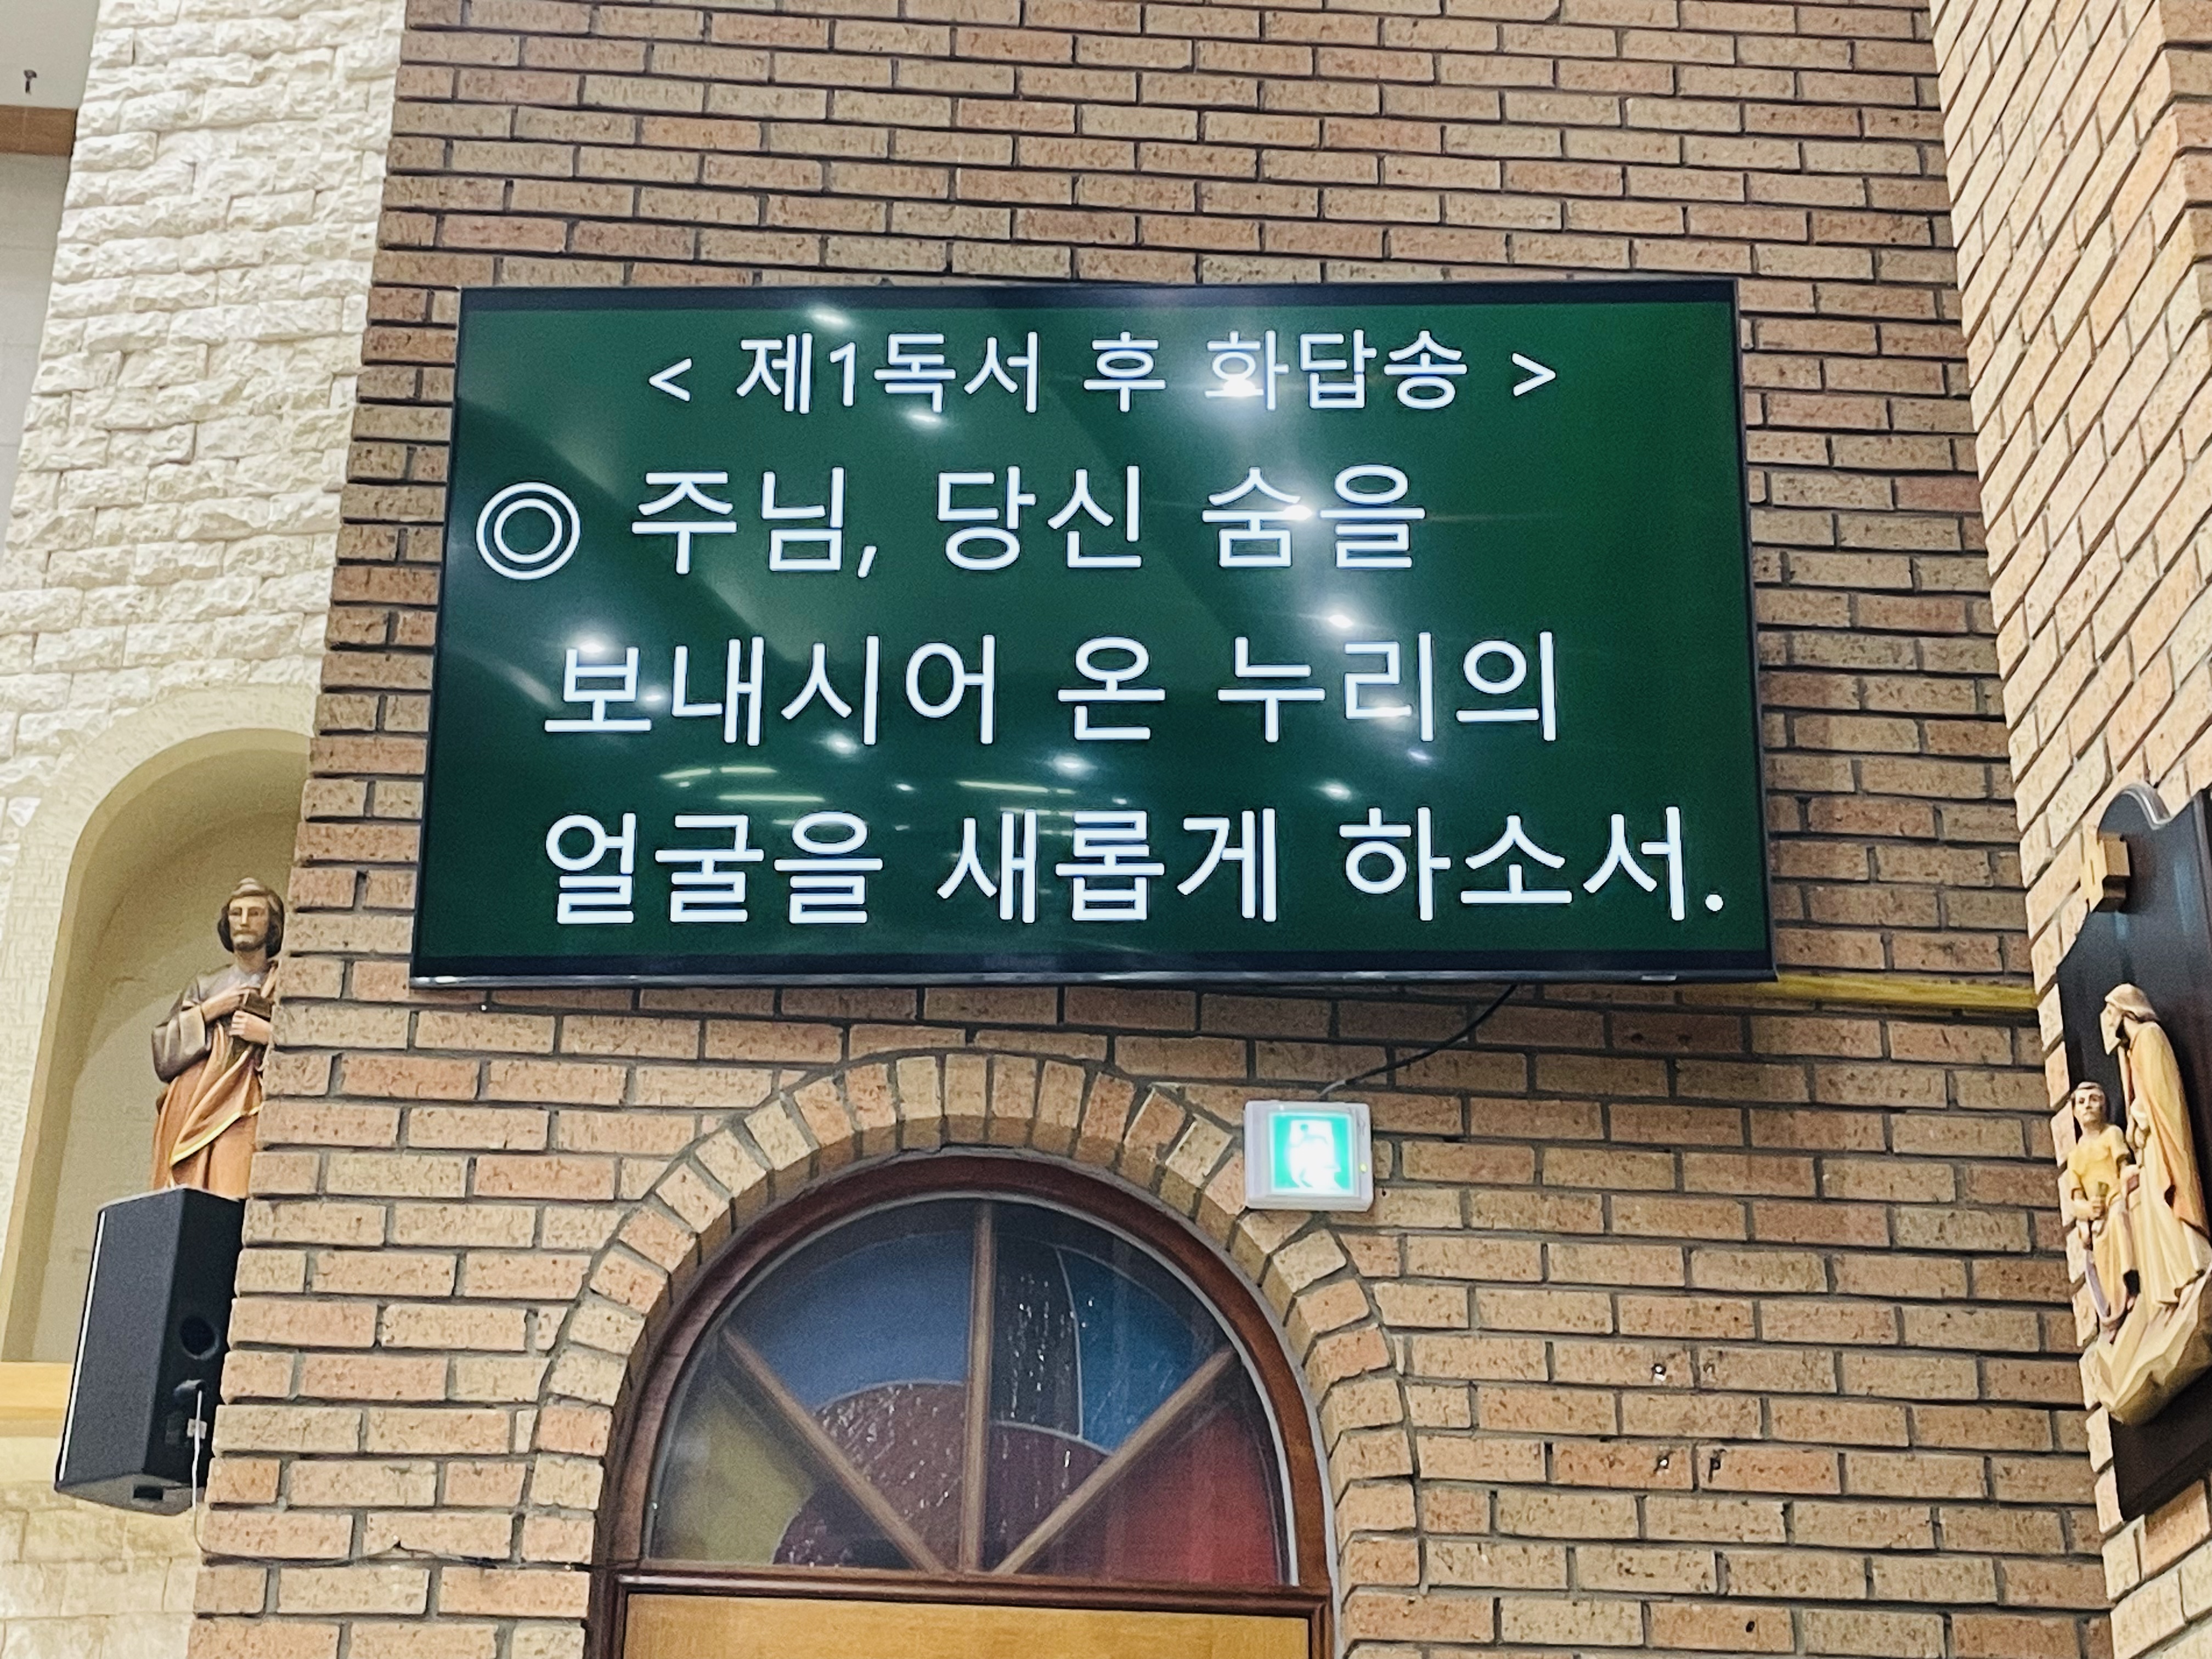 < 제1독서 후 화답송 >
◎ 주님, 당신 숨을
보내시어 온 누리의
얼굴을 새롭게 하소서.